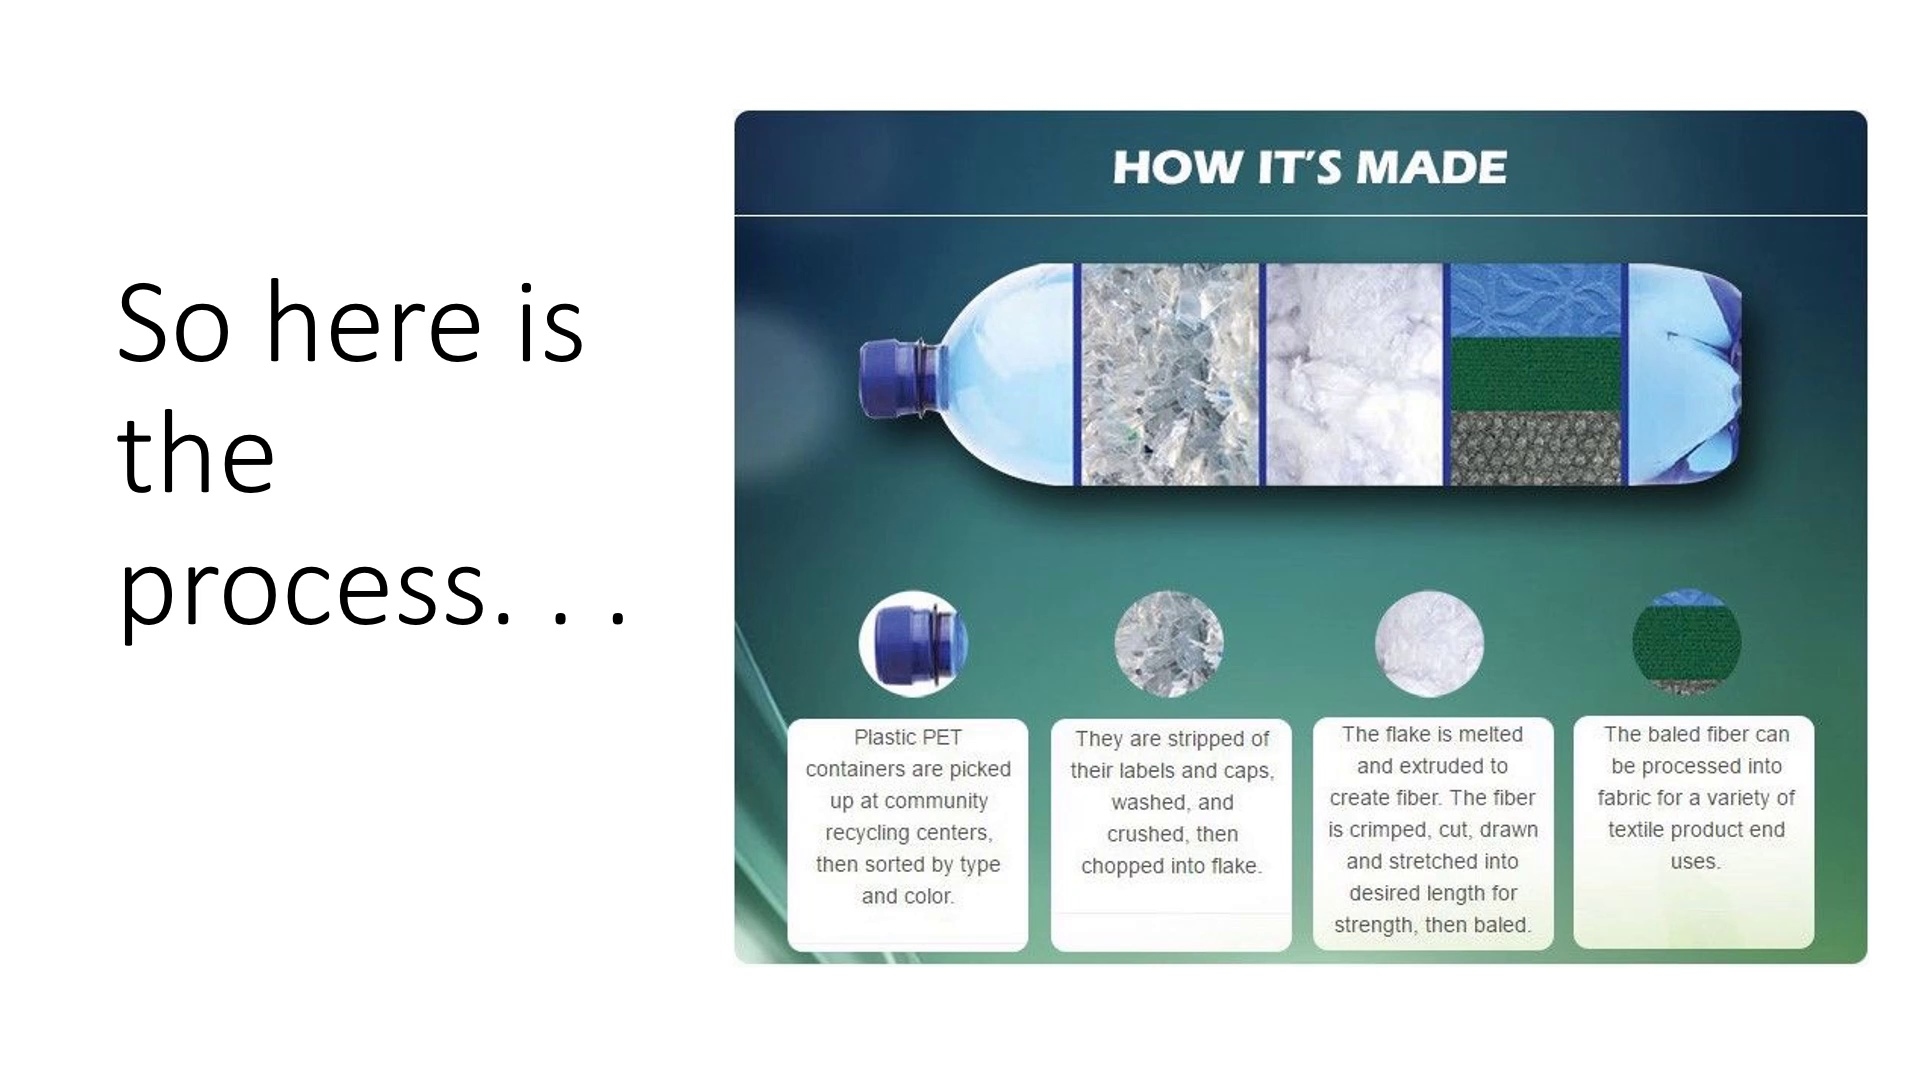 So here is
the
process. . .
HOW IT'S MADE
Plastic PET
containers are picked
up at community
recycling centers,
then sorted by type
and color.
They are stripped of
their labels and caps,
washed, and
crushed, then
chopped into flake.
The flake is melted
and extruded to
create fiber. The fiber
is crimped, cut, drawn
and stretched into
desired length for
strength, then baled.
The baled fiber can
be processed into
fabric for a variety of
textile product end
uses.